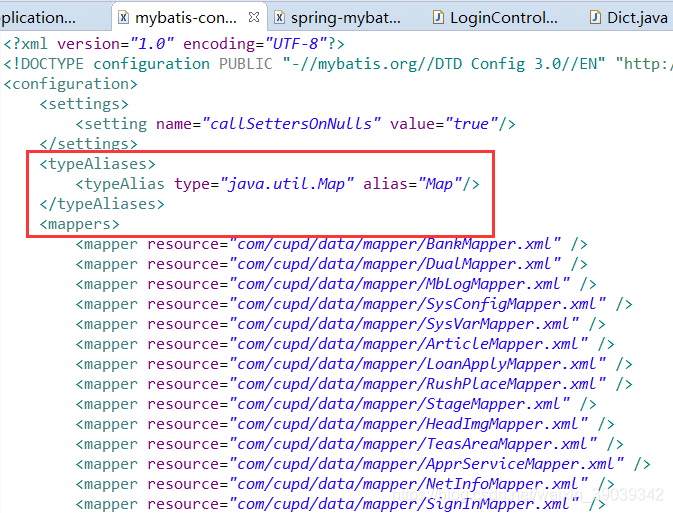 plication... mybatis-con... spring-mybat... LoginControl... Dict.java
<?xml version="1.0" encoding="UTF-8"?>
<!DOCTYPE configuration PUBLIC "-//mybatis.org//DTD Config 3.0//EN" "http:/
<configuration>
<settings>
<setting name="callSettersOnNulls" value="true"/>
</settings>
<typeAliases>
<typeAlias type="java.util.Map" alias="Map"/>
</typeAliases>
<mappers>
<mapper resource="com/cupd/data/mapper/BankMapper.xml" />
<mapper resource="com/cupd/data/mapper/DualMapper.xml" />
<mapper resource="com/cupd/data/mapper/MbLogMapper.xml" />
<mapper resource="com/cupd/data/mapper/SysConfigMapper.xml" />
<mapper resource="com/cupd/data/mapper/SysVarMapper.xml" />
<mapper resource="com/cupd/data/mapper/ArticleMapper.xml" />
<mapper resource="com/cupd/data/mapper/LoanApplyMapper.xml" />
<mapper resource="com/cupd/data/mapper/RushPlaceMapper.xml" />
<mapper resource="com/cupd/data/mapper/StageMapper.xml" />
<mapper resource="com/cupd/data/mapper/HeadImgMapper.xml" />
<mapper resource="com/cupd/data/mapper/TeasAreaMapper.xml" />
<mapper resource="com/cupd/data/mapper/ApprServiceMapper.xml" />
<mapper resource="com/cupd/data/mapper/NetInfoMapper.xml" />
<mapper resource="com/cupd/data/mapper/SignInMapper.xml" />